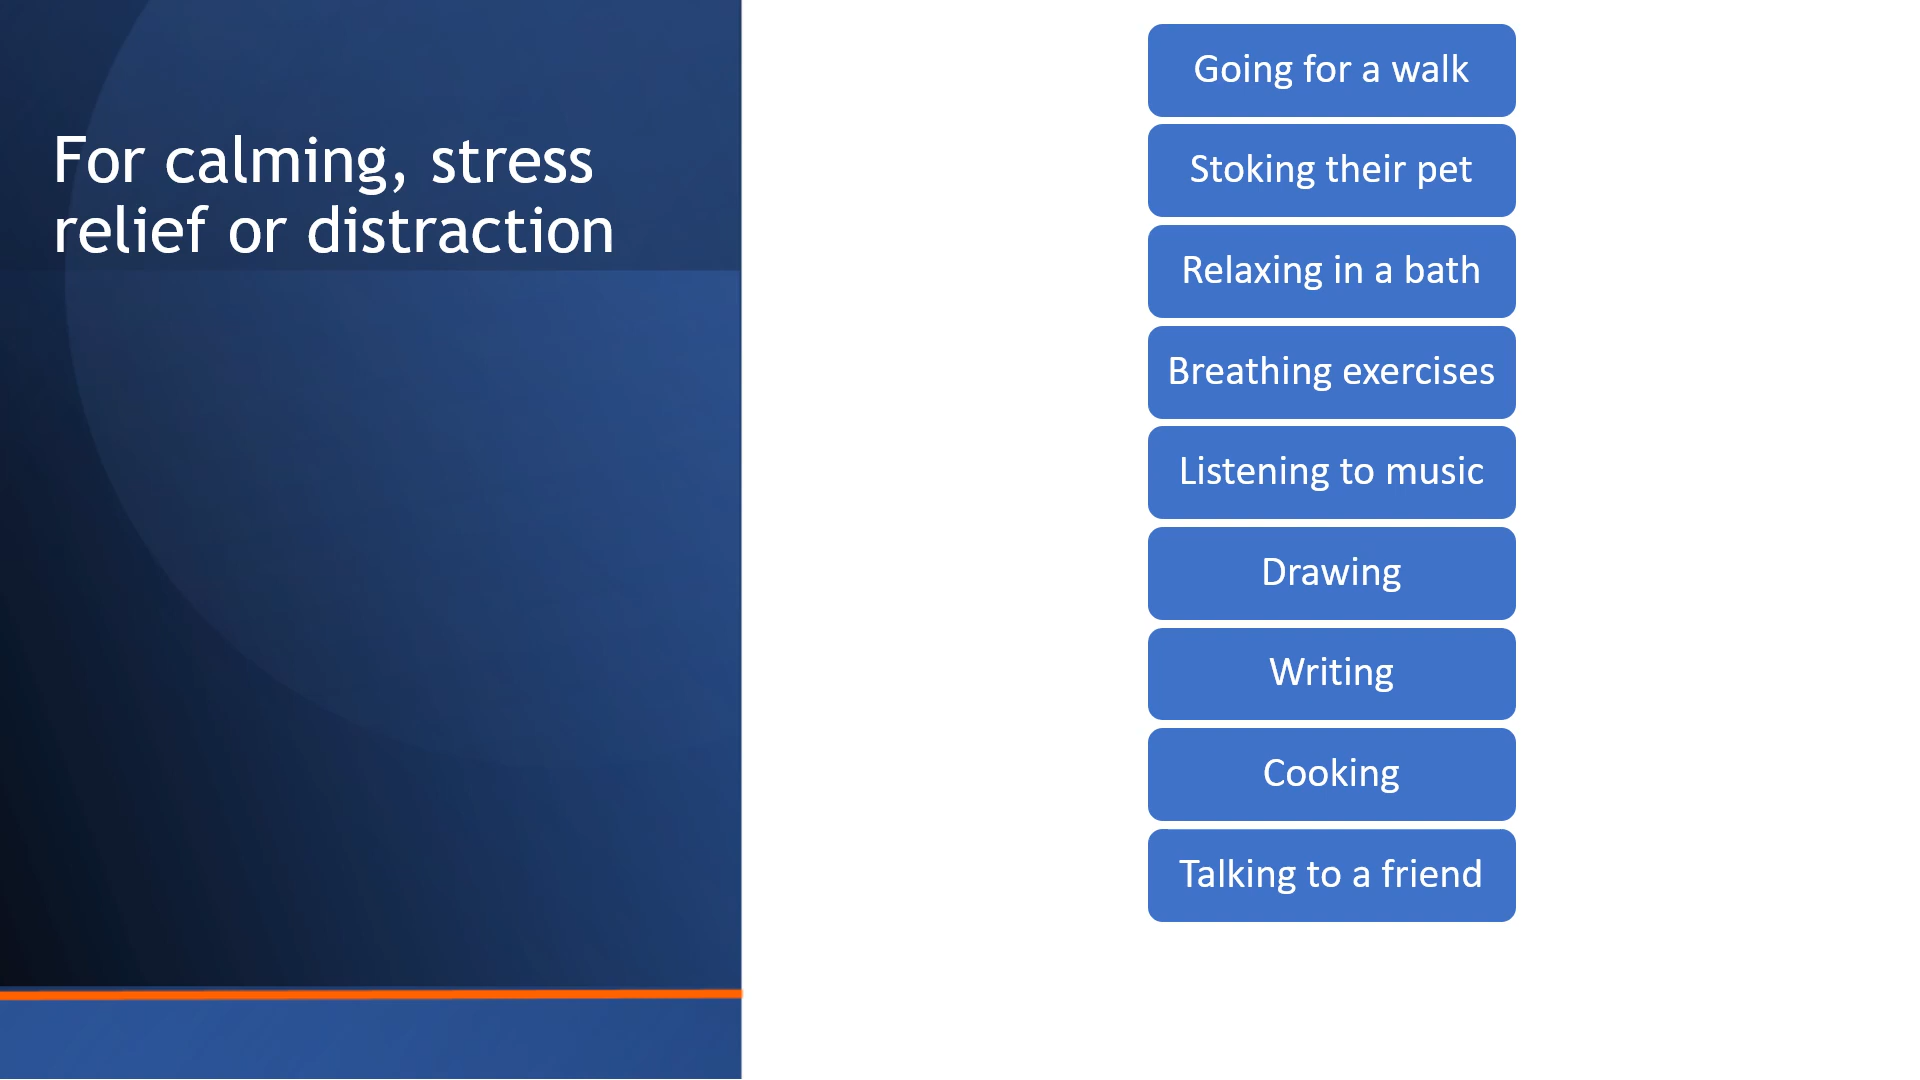 For calming, stress
relief or distraction
Going for a walk
Stoking their pet
Relaxing in a bath
Breathing exercises
Listening to music
Drawing
Writing
Cooking
Talking to a friend